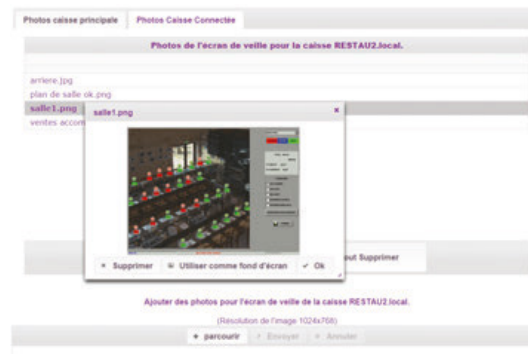 Photos caisse principale
Photos Caisse Connectée
Photos de l'écran de veille pour la caisse RESTAU2.local.
arriere.jpg
plan de salle ok.png
salle1.png
ventes accom
salle1.png
Supprimer
Utiliser comme fond d'écran
Ok
out Supprimer
Ajouter des photos pour l'écran de veille de la caisse RESTAU2.local.
(Résolution de l'image 1024x768)
parcourir
Envoyer
Annuler